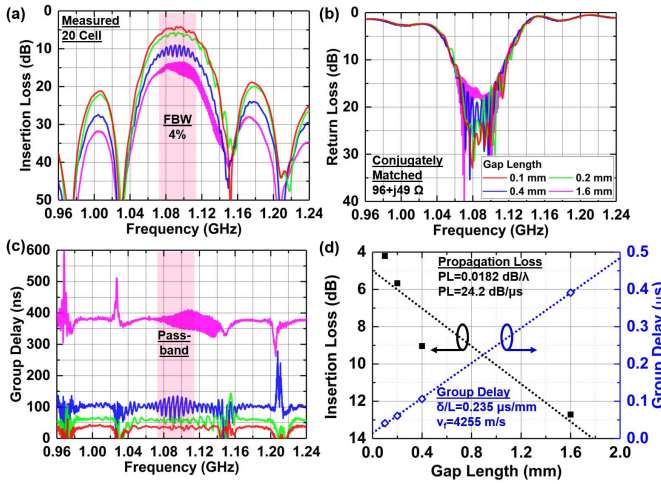 (a)
Measured
20 Cell
FBW
4%
Insertion Loss
(dB)
0
5
10
15
20
30
40
50
0.96 1.00 1.04 1.08 1.12 1.16 1.20 1.24
Frequency (GHz)
(b)
Return Loss (dB)
0
10
20
30
40
Conjugately
Matched
96+j49 Ω
Gap Length
0.1 mm 0.2 mm
0.4 mm 1.6 mm
0.96 1.00 1.04 1.08 1.12 1.16 1.20 1.24
Frequency (GHz)
(c)
Group Delay (ns)
600
500
400
300
200
100
0
Pass-
band
0.96 1.00 1.04 1.08 1.12 1.16 1.20 1.24
Frequency (GHz)
(d)
Insertion Loss
(dB)
4
6
8
10
12
14
Propagation Loss
PL=0.0182 dB/λ
PL=24.2 dB/µs
Group Delay
δ/L=0.235 µs/mm
0.0 0.4 0.8 1.2 1.6 2.0
Gap Length (mm)
0.5
0.4
0.3
0.2
0.1
0.0
Group Delay (µs)